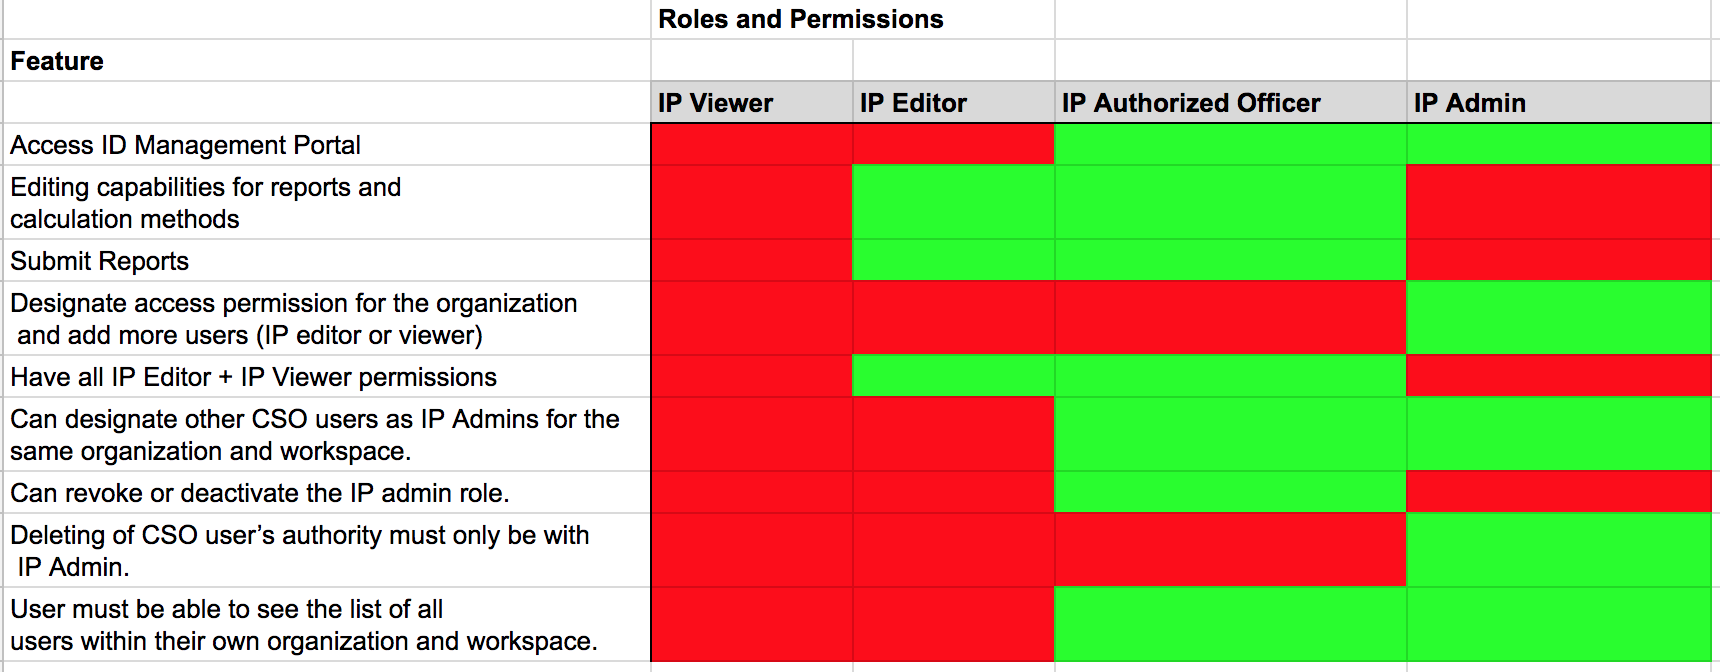 Roles and Permissions
Feature
IP Viewer IP Editor IP Authorized Officer IP Admin
Access ID Management Portal
Editing capabilities for reports and
calculation methods
Submit Reports
Designate access permission for the organization
and add more users (IP editor or viewer)
Have all IP Editor + IP Viewer permissions
Can designate other CSO users as IP Admins for the
same organization and workspace.
Can revoke or deactivate the IP admin role.
Deleting of CSO user’s authority must only be with
IP Admin.
User must be able to see the list of all
users within their own organization and workspace.